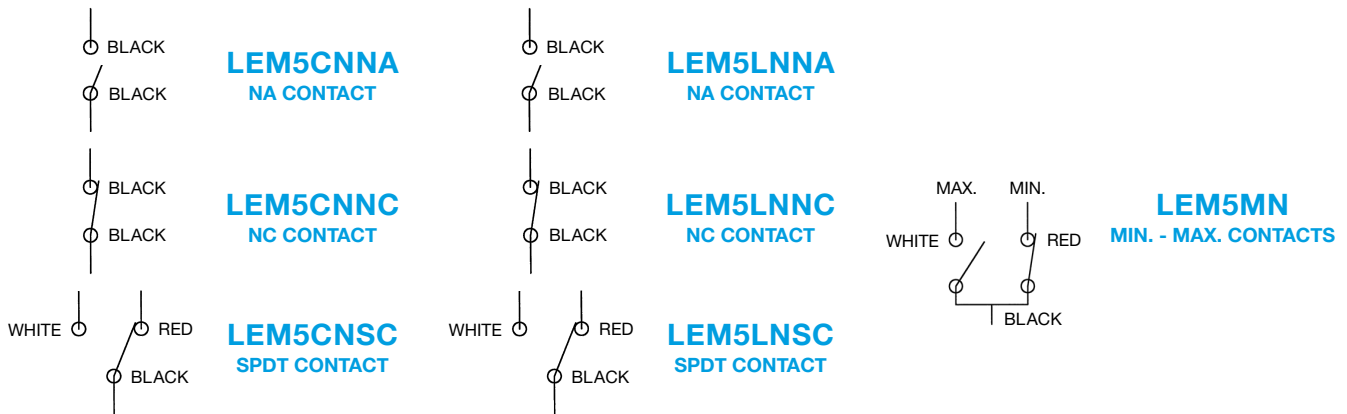 BLACK
BLACK
LEM5CNNA
NA CONTACT
BLACK
BLACK
LEM5LNNA
NA CONTACT
BLACK
BLACK
LEM5CNNC
NC CONTACT
BLACK
BLACK
LEM5LNNC
NC CONTACT
MAX. MIN.
WHITE RED
BLACK
LEM5MN
MIN. - MAX. CONTACTS
WHITE RED
BLACK
LEM5CNSC
SPDT CONTACT
WHITE RED
BLACK
LEM5LNSC
SPDT CONTACT